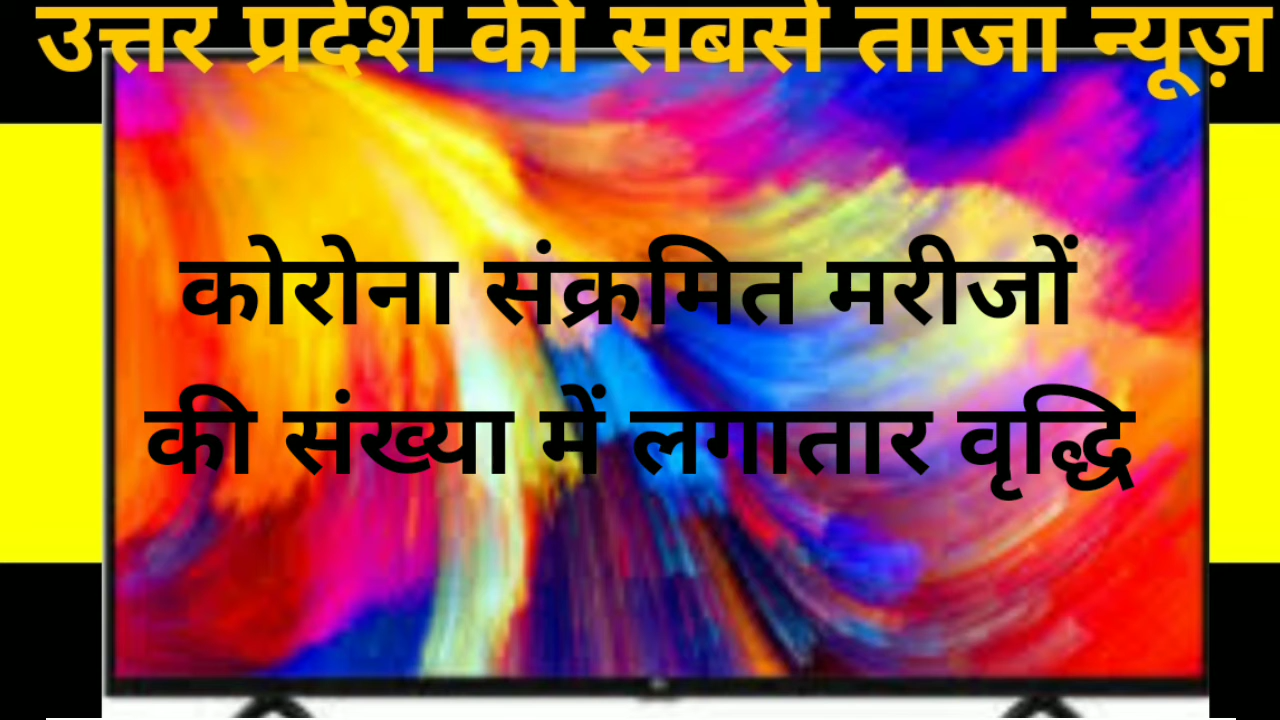 उत्तर प्रदेश की सबसे ताजा न्यूज़
कोरोना संक्रमित मरीजों
की संख्या में लगातार वृद्धि